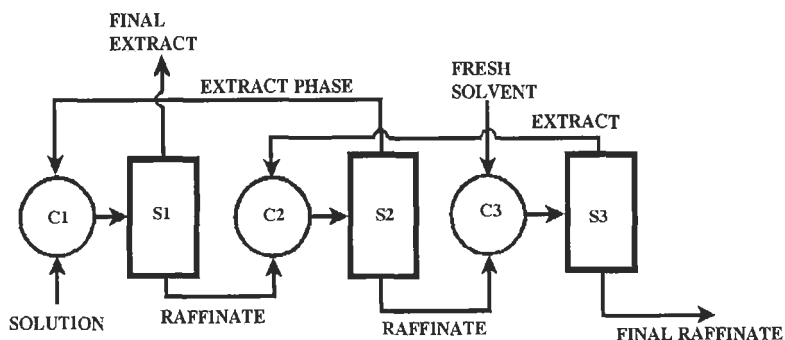 FINAL
EXTRACT
EXTRACT PHASE
FRESH
SOLVENT
EXTRACT
C1
S1
C2
S2
C3
S3
SOLUTION
RAFFINATE
RAFFINATE
FINAL RAFFINATE